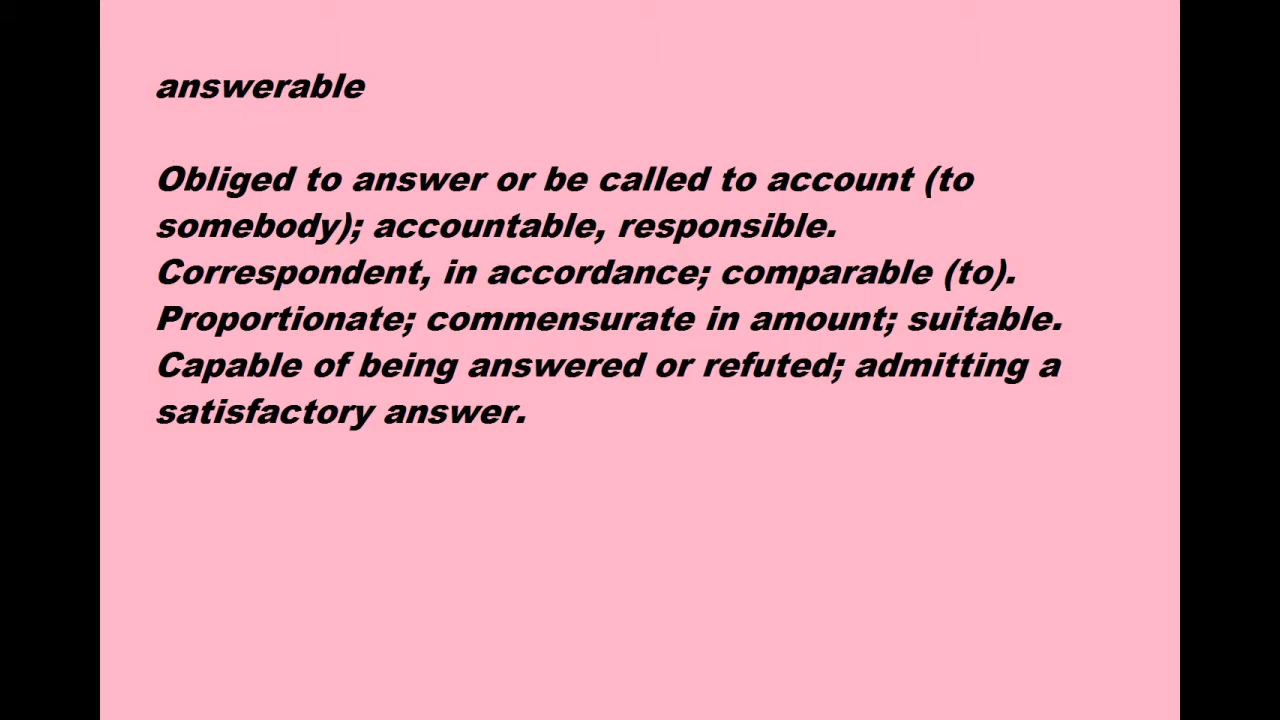 answerable
Obliged to answer or be called to account (to
somebody); accountable, responsible.
Correspondent, in accordance; comparable (to).
Proportionate; commensurate in amount; suitable.
Capable of being answered or refuted; admitting a
satisfactory answer.